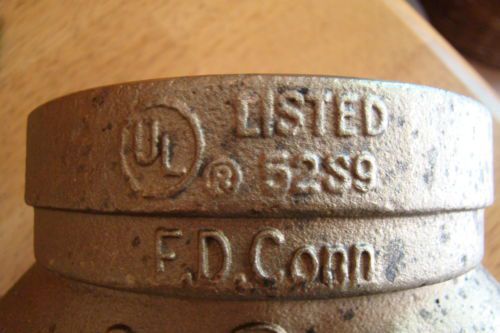 UL LISTED
® 52S9
F.D.Conn